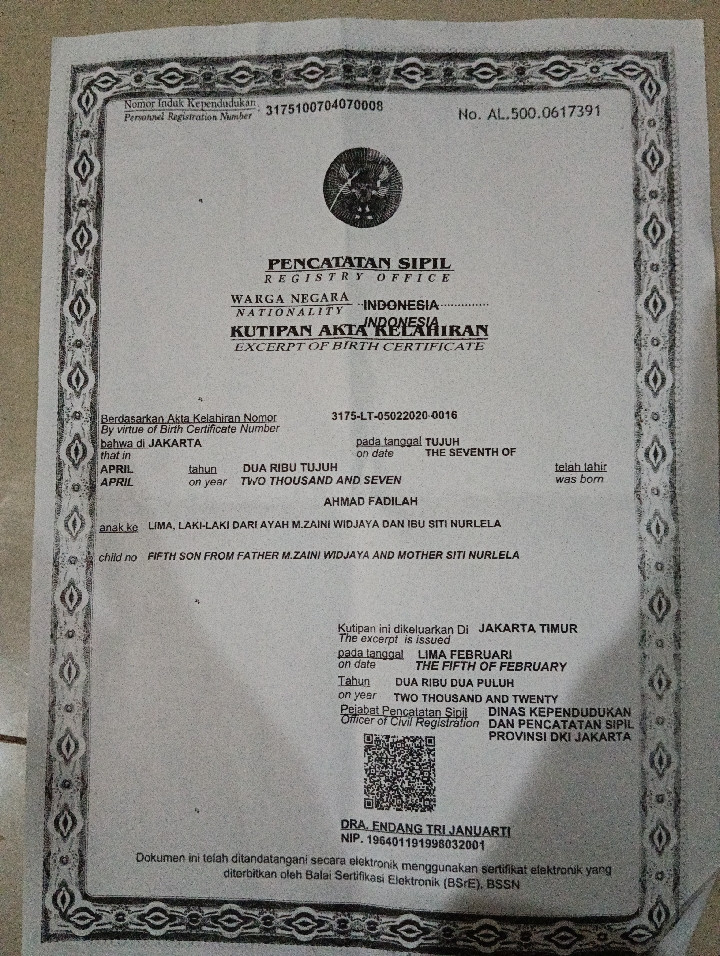 Nomor Induk Kependudukan 3175100704070008
Personnel Registration Number
No. AL.500.0617391
PENCATATAN SIPIL
REGISTRY OFFICE
WARGA NEGARA INDONESIA
NATIONALITY INDONESIA
KUTIPAN AKTA KELAHIRAN
EXCERPT OF BIRTH CERTIFICATE
Berdasarkan Akta Kelahiran Nomor 3175-LT-05022020-0016
By virtue of Birth Certificate Number
bahwa di JAKARTA pada tanggal TUJUH
that in on date THE SEVENTH OF
APRIL tahun DUA RIBU TUJUH telah lahir
APRIL on year TWO THOUSAND AND SEVEN was born
AHMAD FADILAH
anak ke LIMA, LAKI-LAKI DARI AYAH M.ZAINI WIDJAYA DAN IBU SITI NURLELA
child no FIFTH SON FROM FATHER M.ZAINI WIDJAYA AND MOTHER SITI NURLELA
Kutipan ini dikeluarkan Di JAKARTA TIMUR
The excerpt is issued
pada tanggal LIMA FEBRUARI
on date THE FIFTH OF FEBRUARY
Tahun DUA RIBU DUA PULUH
on year TWO THOUSAND AND TWENTY
Pejabat Pencatatan Sipil DINAS KEPENDUDUKAN
Officer of Civil Registration DAN PENCATATAN SIPIL
PROVINSI DKI JAKARTA
DRA. ENDANG TRI JANUARTI
NIP. 196401191998032001
Dokumen ini telah ditandatangani secara elektronik menggunakan sertifikat elektronik yang
diterbitkan oleh Balai Sertifikasi Elektronik (BSrE), BSSN